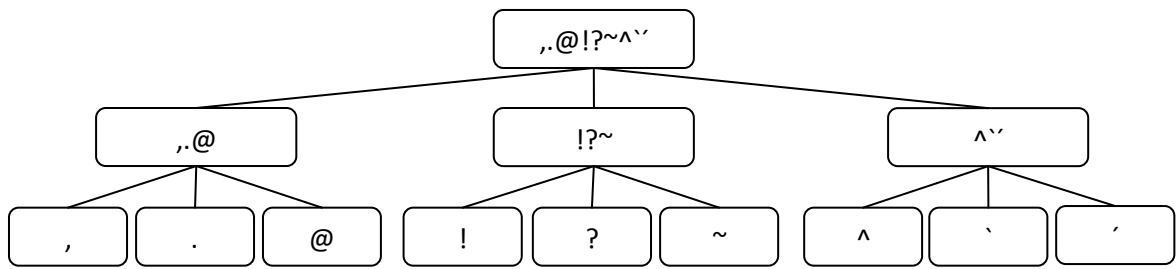 ,.@!?~^`´
,.@ !?~ ^`´
, . @ ! ? ~ ^ ` ´